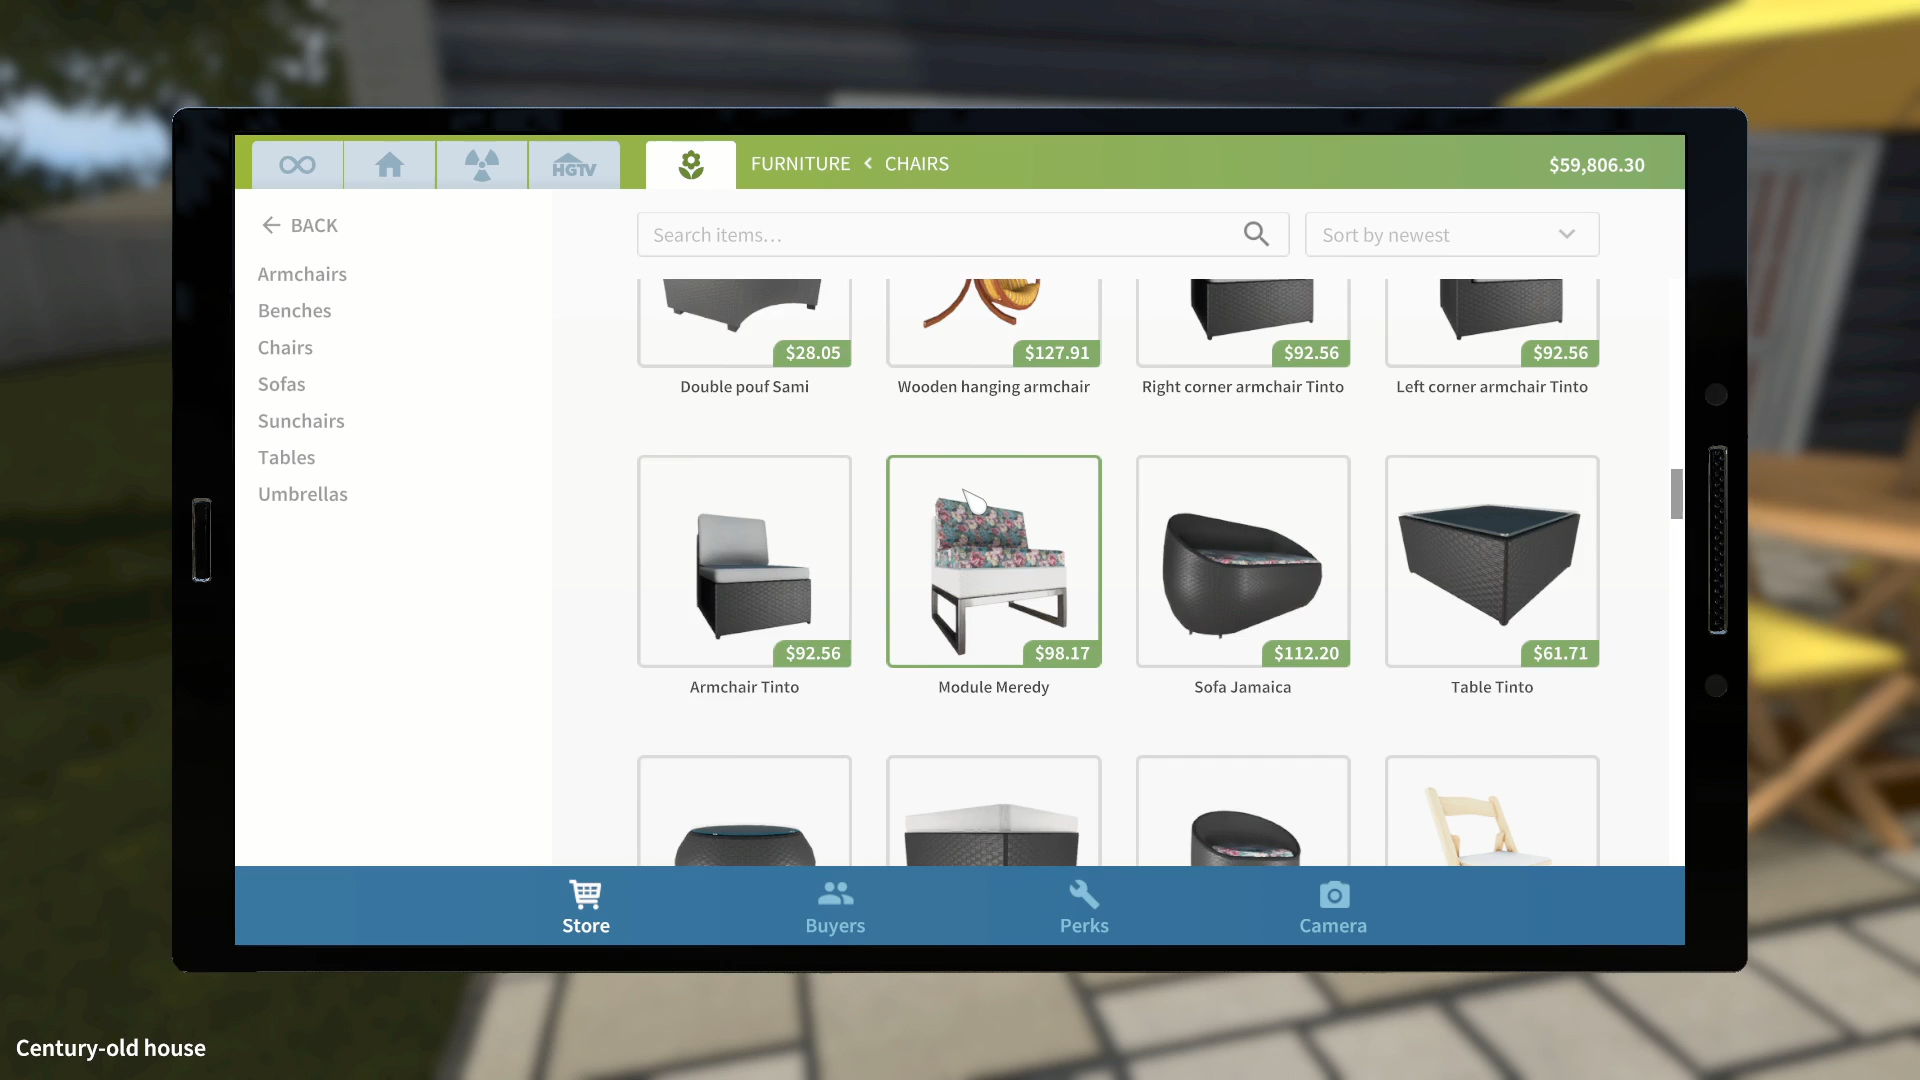 HGTV
FURNITURE < CHAIRS
$59,806.30
BACK
Search items...
Sort by newest
Armchairs
Benches
Chairs
Sofas
Sunchairs
Tables
Umbrellas
$28.05
$127.91
$92.56
$92.56
Double pouf Sami
Wooden hanging armchair
Right corner armchair Tinto
Left corner armchair Tinto
$92.56
$98.17
$112.20
$61.71
Armchair Tinto
Module Meredy
Sofa Jamaica
Table Tinto
Store
Buyers
Perks
Camera
Century-old house